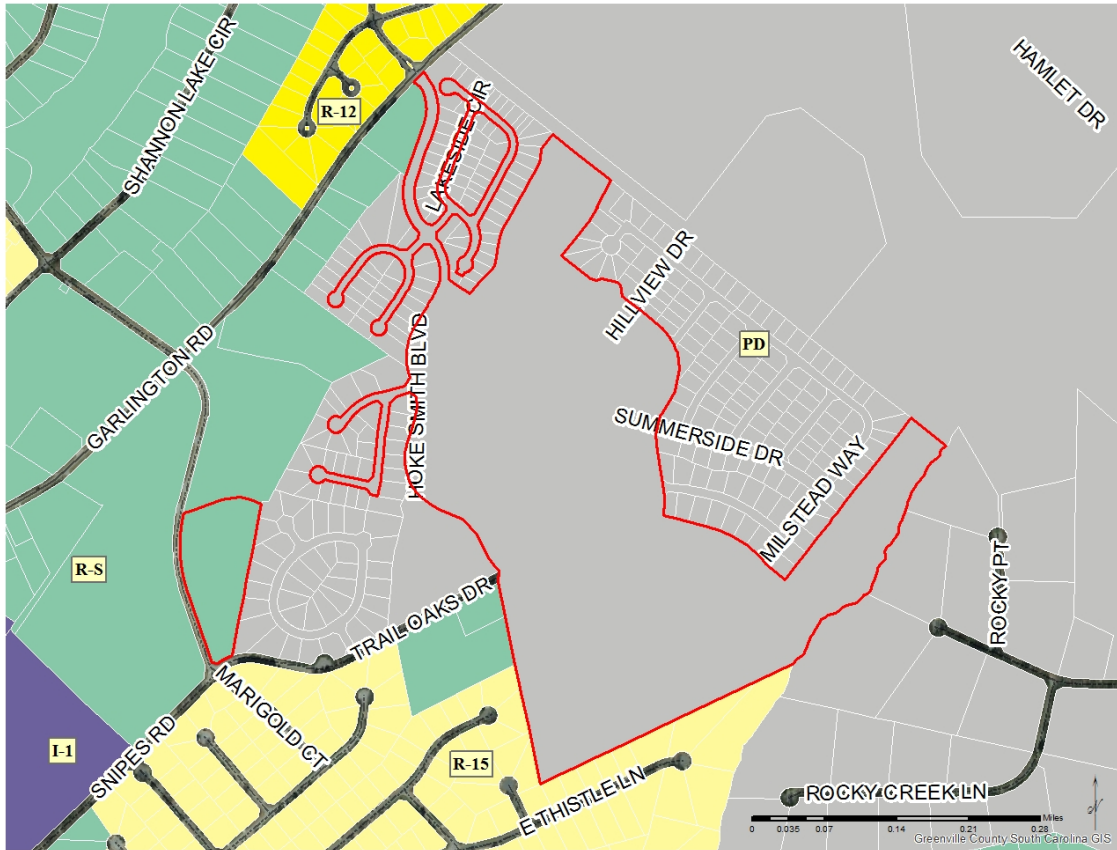 HAMLET DR
SHANNON LAKE CIR
R-12
LAKESIDE CIR
HILLVIEW DR
GARLINGTON RD
HOKE SMITH BLVD
PD
SUMMERSIDE DR
MILSTEAD WAY
R-S
ROCKY PT
TRAIL OAKS DR
MARIGOLD CT
I-1
SNIPES RD
R-15
E THISTLE LN
ROCKY CREEK LN
N
Miles
0 0.035 0.07 0.14 0.21 0.28
Greenville County South Carolina GIS